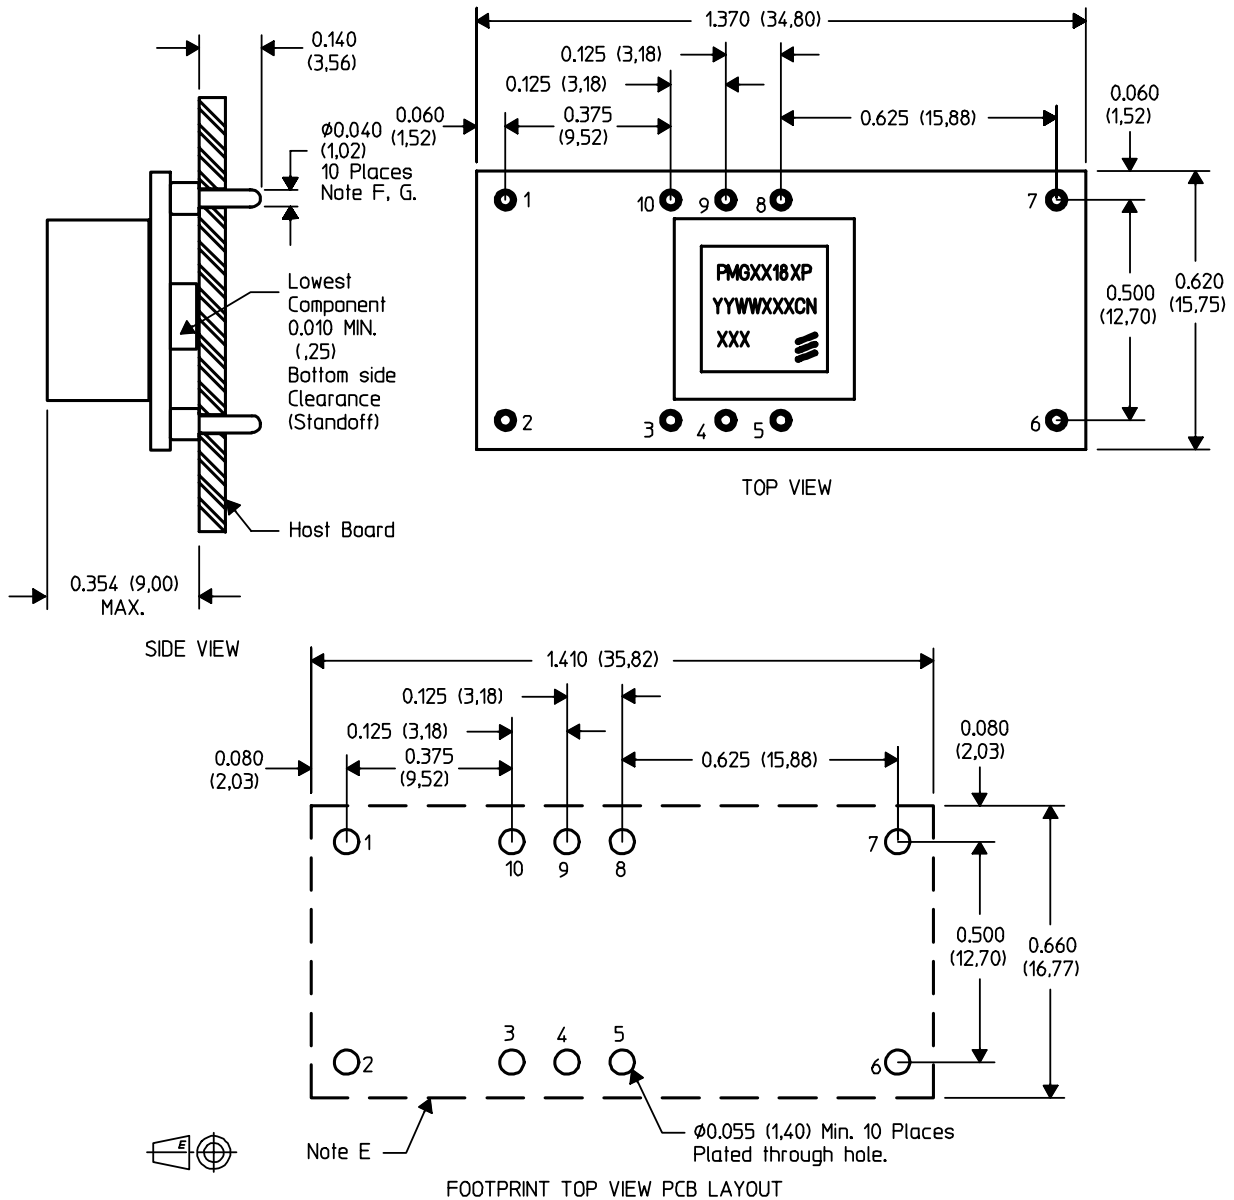 0.140
(3,56)
Ø0.040
(1,02)
10 Places
Note F, G.
Lowest
Component
0.010 MIN.
(,25)
Bottom side
Clearance
(Standoff)
Host Board
0.354 (9,00)
MAX.
SIDE VIEW
1.370 (34,80)
0.125 (3,18)
0.125 (3,18)
0.060
(1,52)
0.375
(9,52)
0.625 (15,88)
0.060
(1,52)
1
10
9
8
7
PMGXX18XP
YYWWXXXCN
XXX
0.500
(12,70)
0.620
(15,75)
2
3
4
5
6
TOP VIEW
1.410 (35,82)
0.125 (3,18)
0.125 (3,18)
0.080
(2,03)
0.375
(9,52)
0.625 (15,88)
0.080
(2,03)
1
10
9
8
7
0.500
(12,70)
0.660
(16,77)
2
3
4
5
6
E
Note E
Ø0.055 (1,40) Min. 10 Places
Plated through hole.
FOOTPRINT TOP VIEW PCB LAYOUT